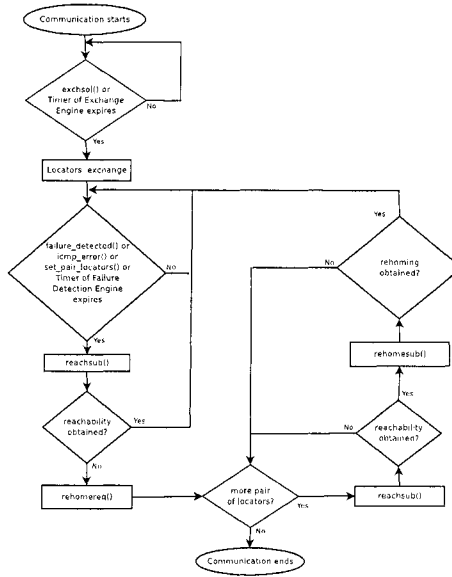 Communication starts
exchsol() or
Timer of Exchange
Engine expires
No
Yes
Locators exchange
failure_detected() or
icmp_error() or
set_pair_locators() or
Timer of Failure
Detection Engine
expires
No
Yes
reachsub()
reachability
obtained?
Yes
No
rehomereq()
more pair
of locators?
Yes
No
Communication ends
reachsub()
reachability
obtained?
No
Yes
rehomesub()
rehoming
obtained?
No
Yes